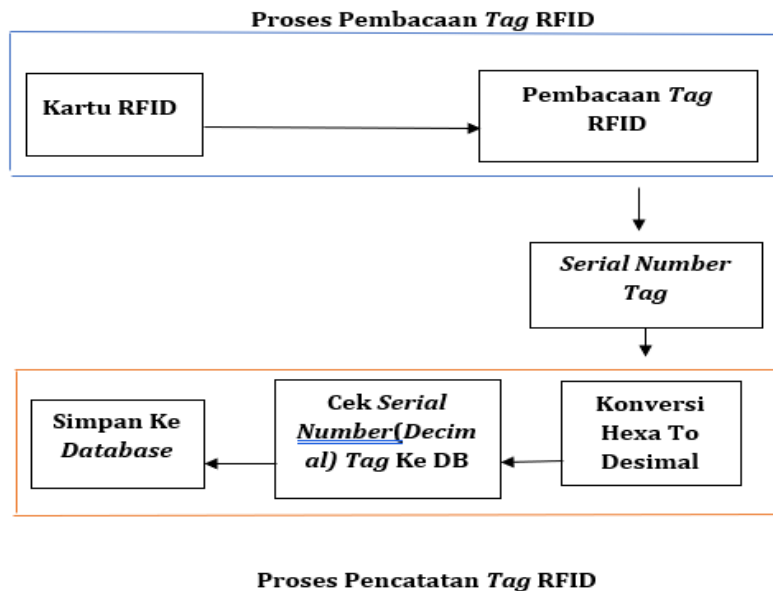 Proses Pembacaan Tag RFID
Kartu RFID
Pembacaan Tag
RFID
Serial Number
Tag
Konversi
Hexa To
Desimal
Cek Serial
Number(Decim
al) Tag Ke DB
Simpan Ke
Database
Proses Pencatatan Tag RFID